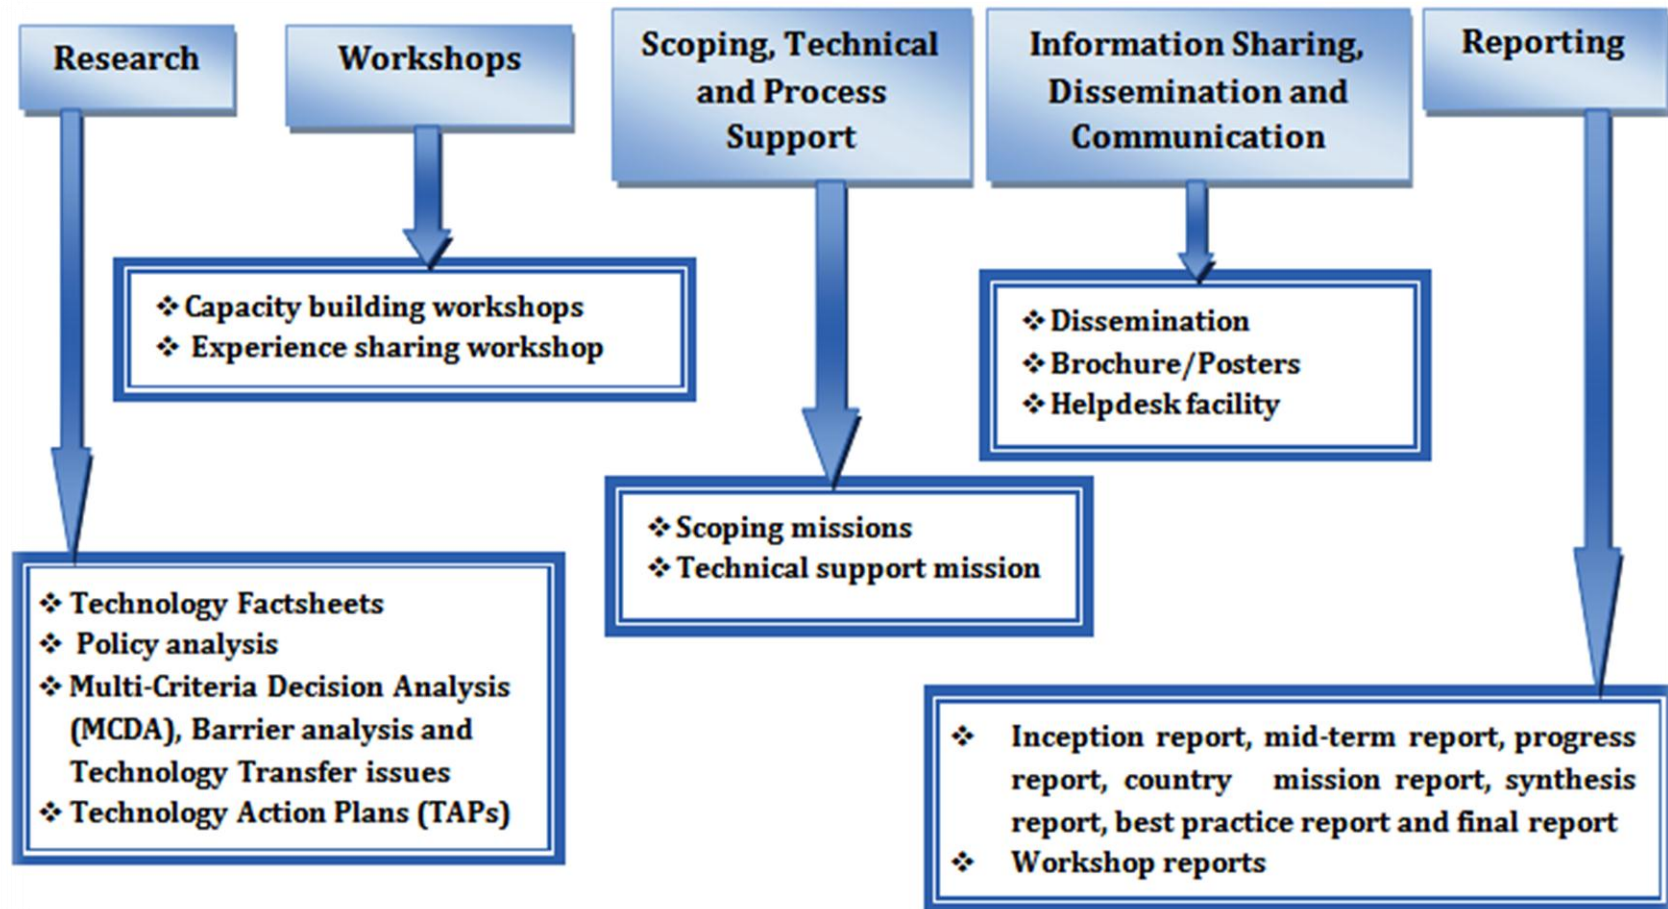 Research
Workshops
Scoping, Technical
and Process
Support
Information Sharing,
Dissemination and
Communication
Reporting
❖ Capacity building workshops
❖ Experience sharing workshop
❖ Dissemination
❖ Brochure/Posters
❖ Helpdesk facility
❖ Scoping missions
❖ Technical support mission
❖ Technology Factsheets
❖ Policy analysis
❖ Multi-Criteria Decision Analysis
(MCDA), Barrier analysis and
Technology Transfer issues
❖ Technology Action Plans (TAPs)
❖ Inception report, mid-term report, progress
report, country mission report, synthesis
report, best practice report and final report
❖ Workshop reports